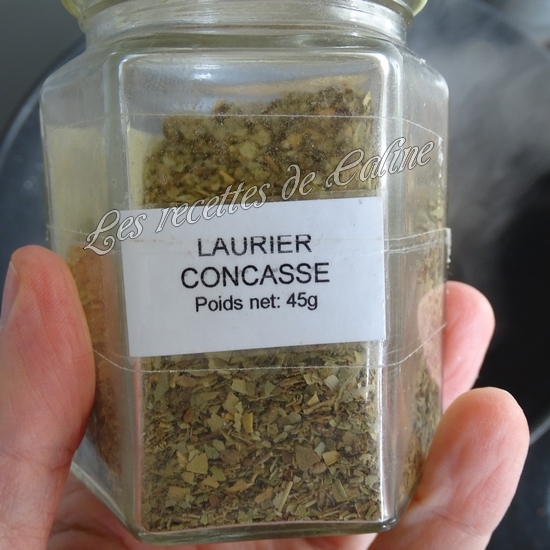 Les recettes de Caline
LAURIER
CONCASSE
Poids net: 45g